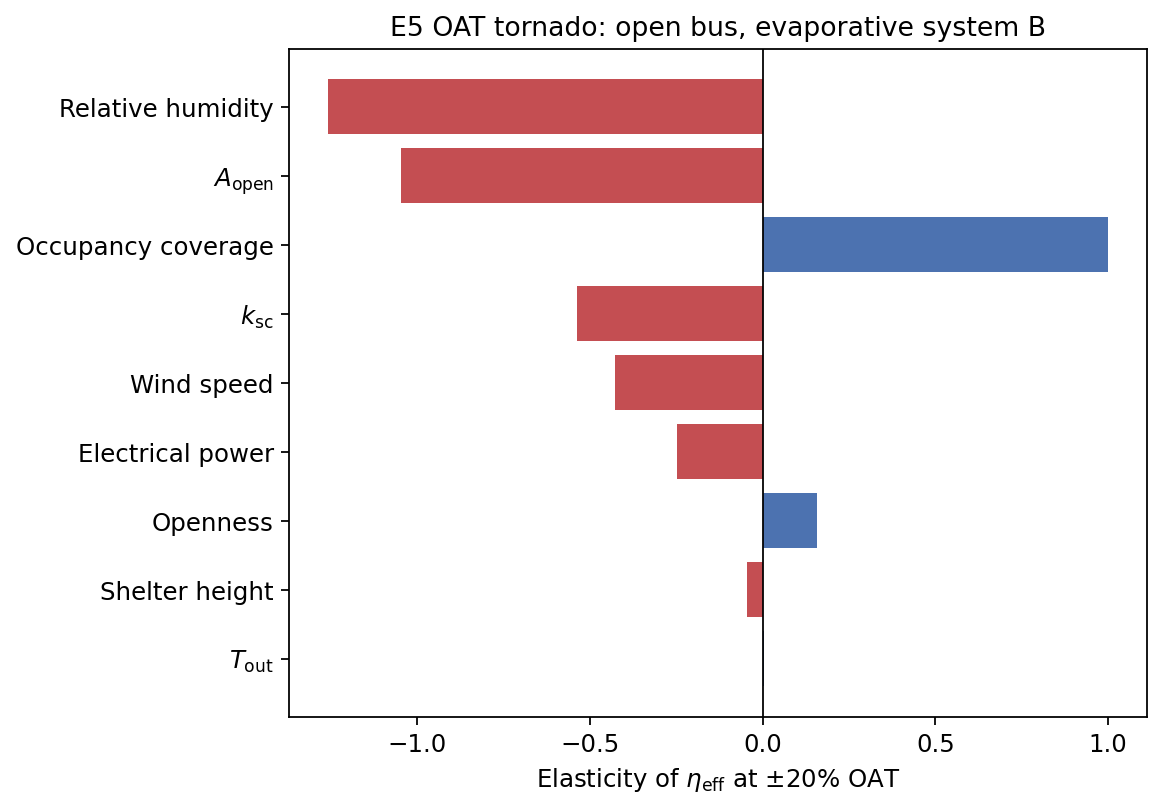 E5 OAT tornado: open bus, evaporative system B
Relative humidity
A_open
Occupancy coverage
k_sc
Wind speed
Electrical power
Openness
Shelter height
T_out
−1.0 −0.5 0.0 0.5 1.0
Elasticity of η_eff at ±20% OAT